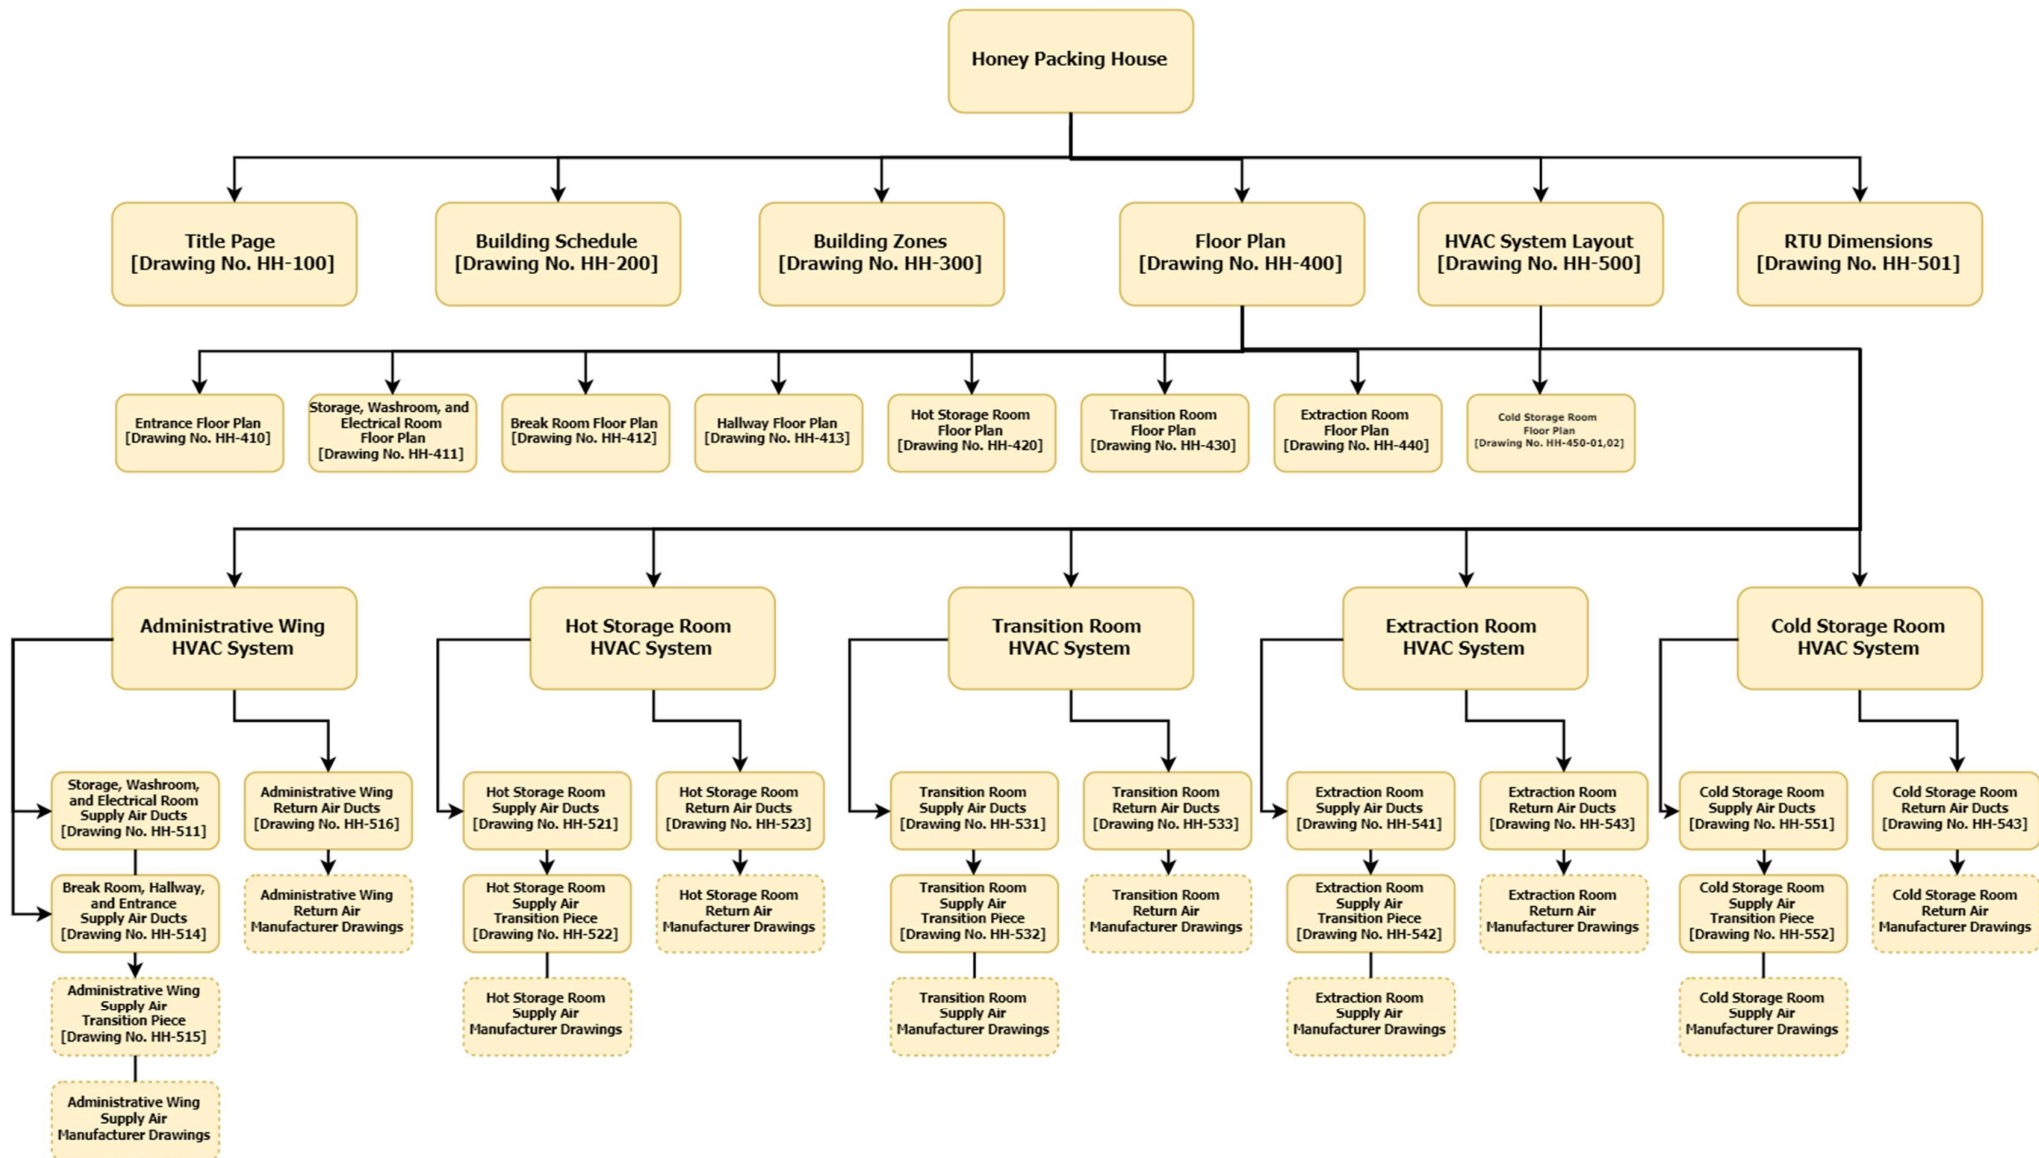 Honey Packing House
Title Page
[Drawing No. HH-100]
Building Schedule
[Drawing No. HH-200]
Building Zones
[Drawing No. HH-300]
Floor Plan
[Drawing No. HH-400]
HVAC System Layout
[Drawing No. HH-500]
RTU Dimensions
[Drawing No. HH-501]
Entrance Floor Plan
[Drawing No. HH-410]
Storage, Washroom, and
Electrical Room
Floor Plan
[Drawing No. HH-411]
Break Room Floor Plan
[Drawing No. HH-412]
Hallway Floor Plan
[Drawing No. HH-413]
Hot Storage Room
Floor Plan
[Drawing No. HH-420]
Transition Room
Floor Plan
[Drawing No. HH-430]
Extraction Room
Floor Plan
[Drawing No. HH-440]
Cold Storage Room
Floor Plan
[Drawing No. HH-450-01,02]
Administrative Wing
HVAC System
Hot Storage Room
HVAC System
Transition Room
HVAC System
Extraction Room
HVAC System
Cold Storage Room
HVAC System
Storage, Washroom,
and Electrical Room
Supply Air Ducts
[Drawing No. HH-511]
Administrative Wing
Return Air Ducts
[Drawing No. HH-516]
Hot Storage Room
Supply Air Ducts
[Drawing No. HH-521]
Hot Storage Room
Return Air Ducts
[Drawing No. HH-523]
Transition Room
Supply Air Ducts
[Drawing No. HH-531]
Transition Room
Return Air Ducts
[Drawing No. HH-533]
Extraction Room
Supply Air Ducts
[Drawing No. HH-541]
Extraction Room
Return Air Ducts
[Drawing No. HH-543]
Cold Storage Room
Supply Air Ducts
[Drawing No. HH-551]
Cold Storage Room
Return Air Ducts
[Drawing No. HH-543]
Break Room, Hallway,
and Entrance
Supply Air Ducts
[Drawing No. HH-514]
Administrative Wing
Return Air
Manufacturer Drawings
Hot Storage Room
Supply Air
Transition Piece
[Drawing No. HH-522]
Hot Storage Room
Return Air
Manufacturer Drawings
Transition Room
Supply Air
Transition Piece
[Drawing No. HH-532]
Transition Room
Return Air
Manufacturer Drawings
Extraction Room
Supply Air
Transition Piece
[Drawing No. HH-542]
Extraction Room
Return Air
Manufacturer Drawings
Cold Storage Room
Supply Air
Transition Piece
[Drawing No. HH-552]
Cold Storage Room
Return Air
Manufacturer Drawings
Administrative Wing
Supply Air
Transition Piece
[Drawing No. HH-515]
Hot Storage Room
Supply Air
Manufacturer Drawings
Transition Room
Supply Air
Manufacturer Drawings
Extraction Room
Supply Air
Manufacturer Drawings
Cold Storage Room
Supply Air
Manufacturer Drawings
Administrative Wing
Supply Air
Manufacturer Drawings